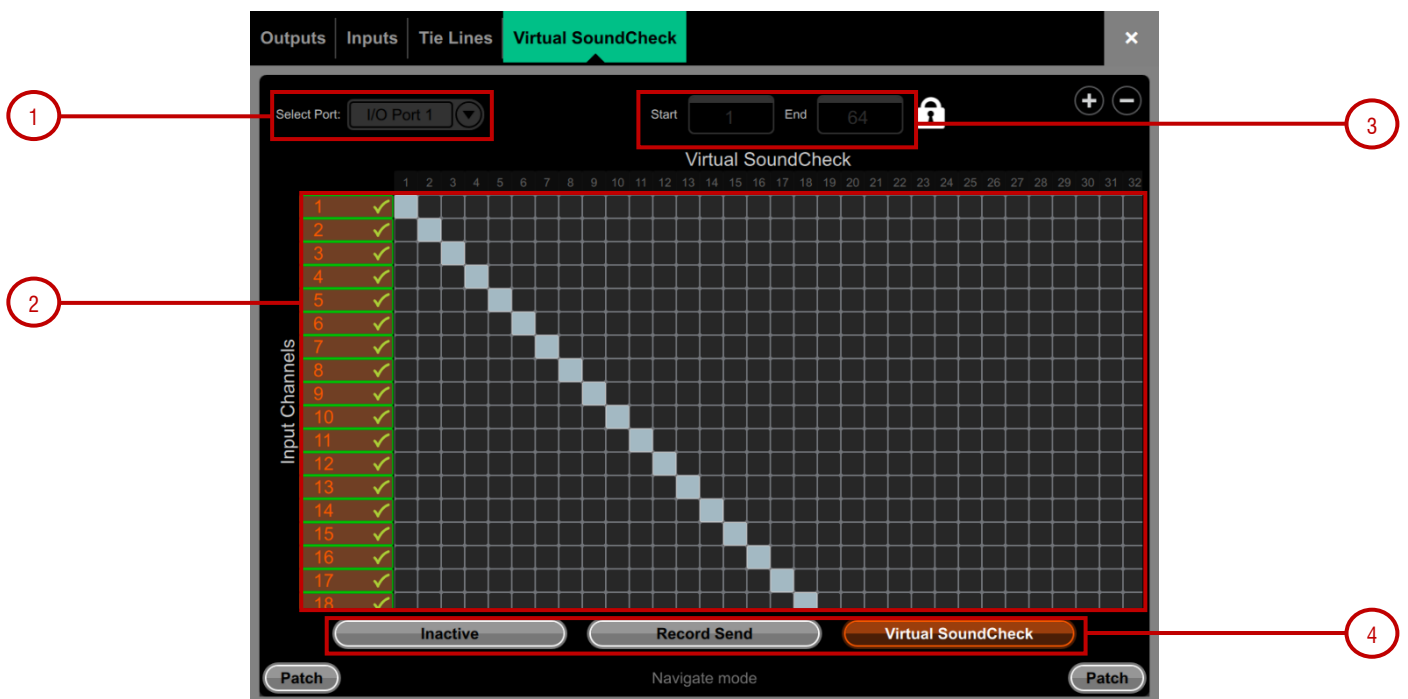 Outputs Inputs Tie Lines Virtual SoundCheck ×
1
Select Port: I/O Port 1
Start 1 End 64
+ −
3
Virtual SoundCheck
1 2 3 4 5 6 7 8 9 10 11 12 13 14 15 16 17 18 19 20 21 22 23 24 25 26 27 28 29 30 31 32
Input Channels
1
2
3
4
5
2
6
7
8
9
10
11
12
13
14
15
16
17
18
Inactive Record Send Virtual SoundCheck
4
Patch Navigate mode Patch